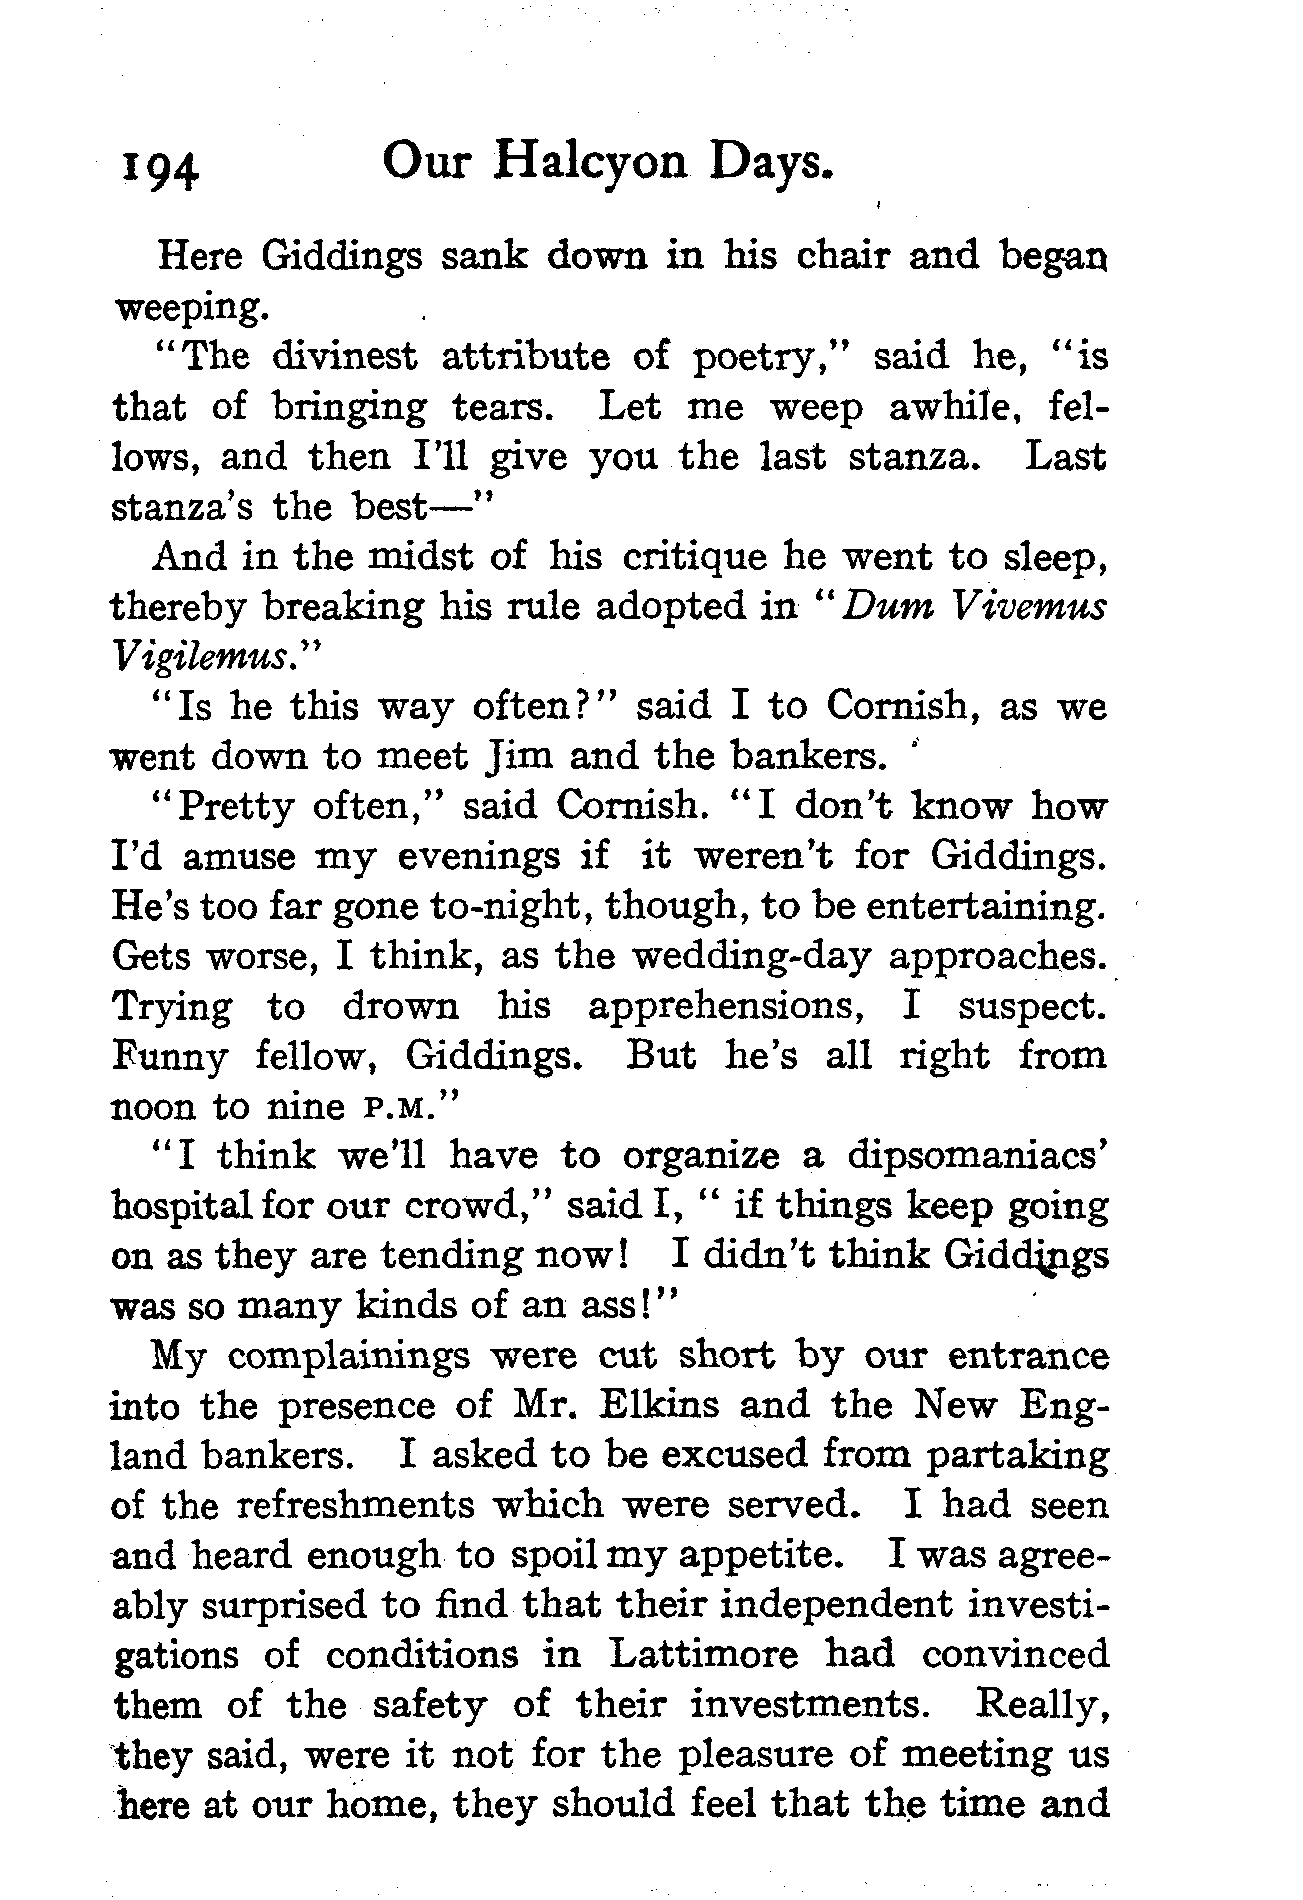 194 Our Halcyon Days.
Here Giddings sank down in his chair and began
weeping.
"The divinest attribute of poetry," said he, "is
that of bringing tears. Let me weep awhile, fel-
lows, and then I'll give you the last stanza. Last
stanza's the best—"
And in the midst of his critique he went to sleep,
thereby breaking his rule adopted in "Dum Vivemus
Vigilemus."
"Is he this way often?" said I to Cornish, as we
went down to meet Jim and the bankers.
"Pretty often," said Cornish. "I don't know how
I'd amuse my evenings if it weren't for Giddings.
He's too far gone to-night, though, to be entertaining.
Gets worse, I think, as the wedding-day approaches.
Trying to drown his apprehensions, I suspect.
Funny fellow, Giddings. But he's all right from
noon to nine P.M."
"I think we'll have to organize a dipsomaniacs'
hospital for our crowd," said I, " if things keep going
on as they are tending now! I didn't think Giddings
was so many kinds of an ass!"
My complainings were cut short by our entrance
into the presence of Mr. Elkins and the New Eng-
land bankers. I asked to be excused from partaking
of the refreshments which were served. I had seen
and heard enough to spoil my appetite. I was agree-
ably surprised to find that their independent investi-
gations of conditions in Lattimore had convinced
them of the safety of their investments. Really,
they said, were it not for the pleasure of meeting us
here at our home, they should feel that the time and